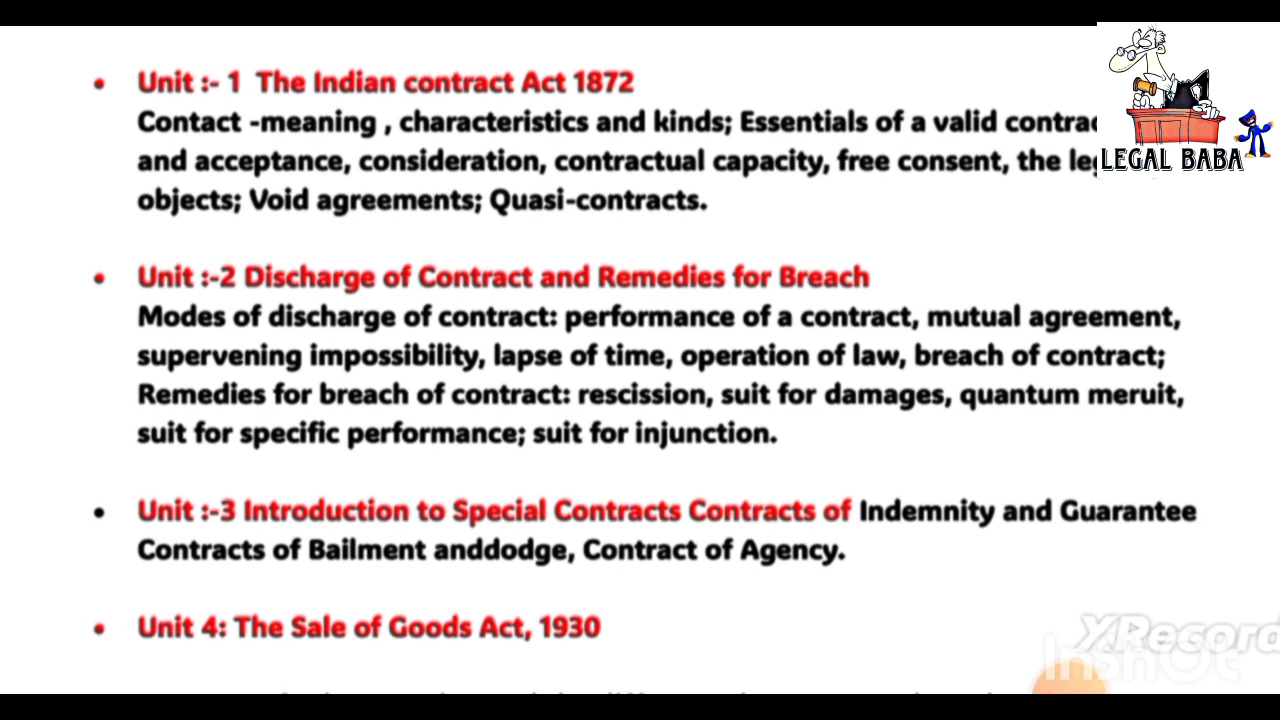 • Unit :- 1 The Indian contract Act 1872
Contact -meaning , characteristics and kinds; Essentials of a valid
and acceptance, consideration, contractual capacity, free consent, the
objects; Void agreements; Quasi-contracts.
• Unit :-2 Discharge of Contract and Remedies for Breach
Modes of discharge of contract: performance of a contract, mutual agreement,
supervening impossibility, lapse of time, operation of law, breach of contract;
Remedies for breach of contract: rescission, suit for damages, quantum meruit,
suit for specific performance; suit for injunction.
• Unit :-3 Introduction to Special Contracts Contracts of Indemnity and Guarantee
Contracts of Bailment anddodge, Contract of Agency.
• Unit 4: The Sale of Goods Act, 1930
LEGAL BABA
XRecord
InShOt